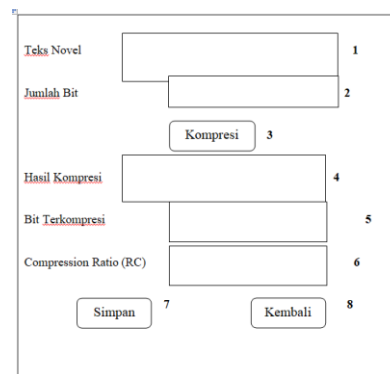 Teks Novel 1
Jumlah Bit 2
Kompresi 3
Hasil Kompresi 4
Bit Terkompresi 5
Compression Ratio (RC) 6
Simpan 7 Kembali 8